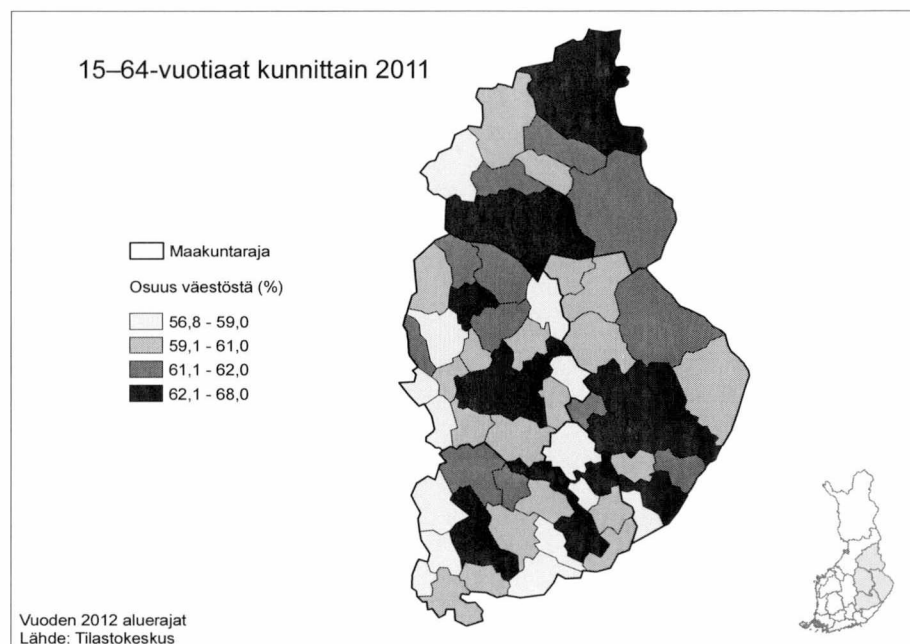 15–64-vuotiaat kunnittain 2011
Maakuntaraja
Osuus väestöstä (%)
56,8 - 59,0
59,1 - 61,0
61,1 - 62,0
62,1 - 68,0
Vuoden 2012 aluerajat
Lähde: Tilastokeskus